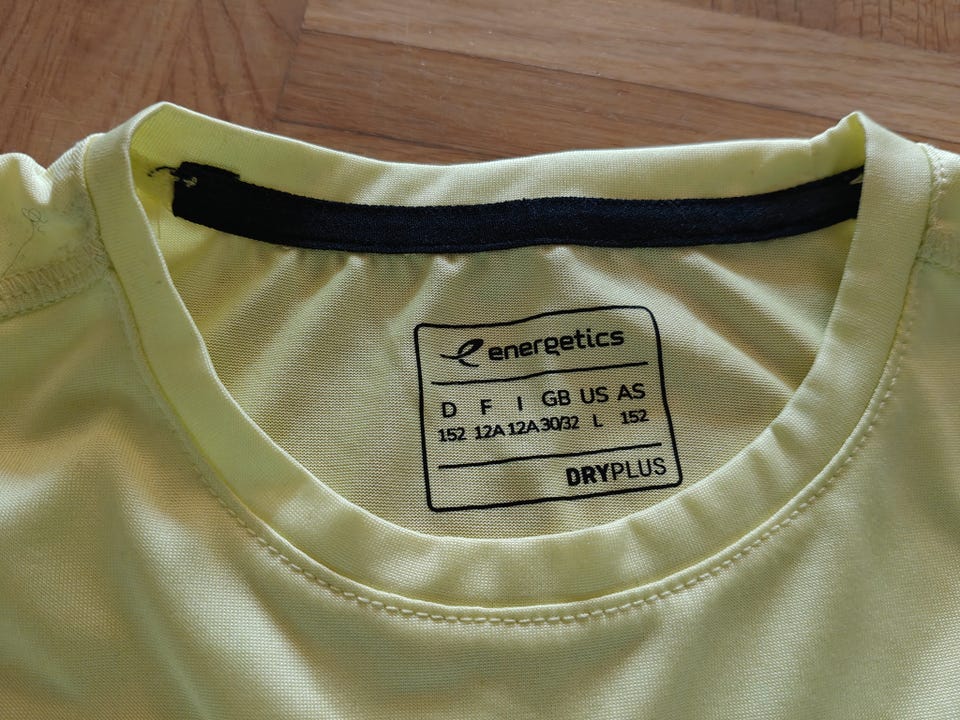 energetics
D F I GB US AS
152 12A 12A 30/32 L 152
DRYPLUS